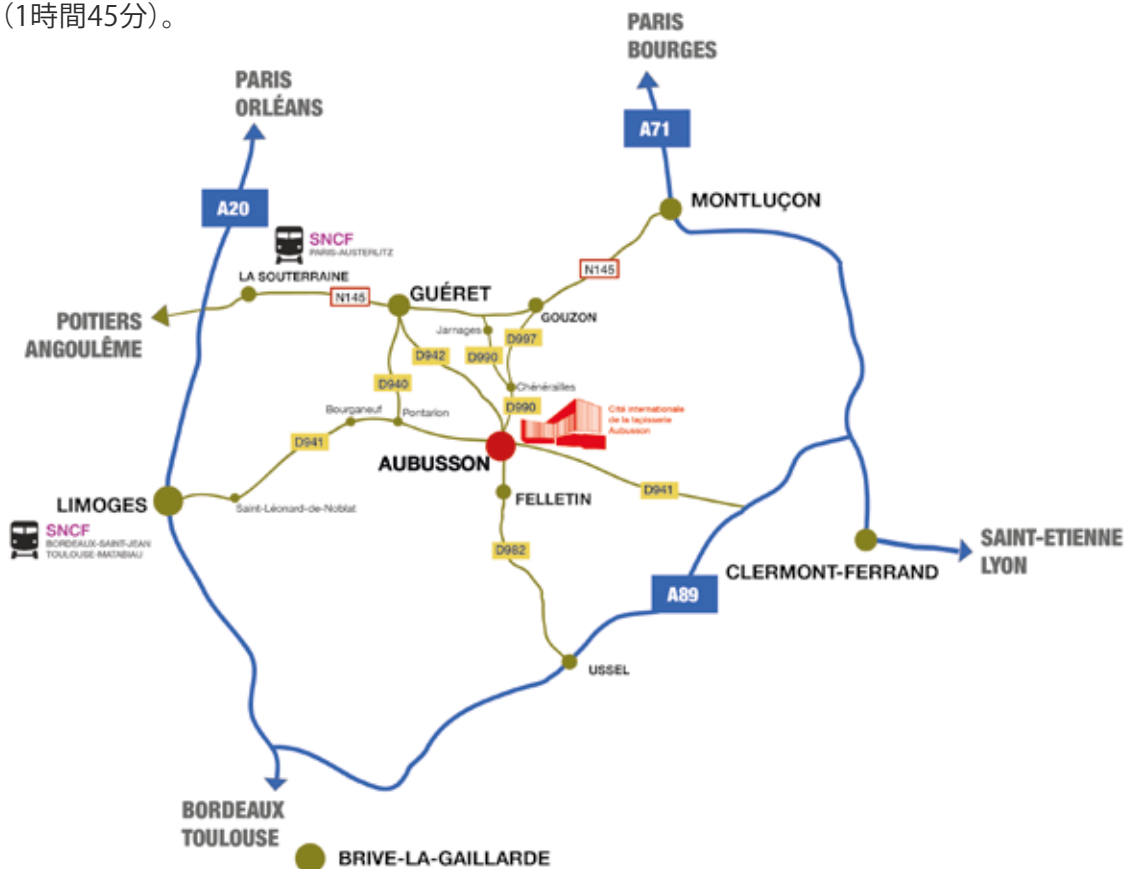 (1時間45分)。
PARIS
BOURGES
PARIS
ORLÉANS
A71
A20
MONTLUÇON
SNCF
PARIS-AUSTERLITZ
N145
LA SOUTERRAINE
N145
GUÉRET
GOUZON
POITIERS
ANGOULÊME
Jarnages
D997
D942
D990
D940
Chénérailles
D990
Bourganeuf
Pontarion
Cité internationale
de la tapisserie
Aubusson
D941
AUBUSSON
D941
LIMOGES
FELLETIN
Saint-Léonard-de-Noblat
SNCF
BORDEAUX-SAINT-JEAN
TOULOUSE-MATABIAU
D982
SAINT-ETIENNE
LYON
CLERMONT-FERRAND
A89
USSEL
BORDEAUX
TOULOUSE
BRIVE-LA-GAILLARDE